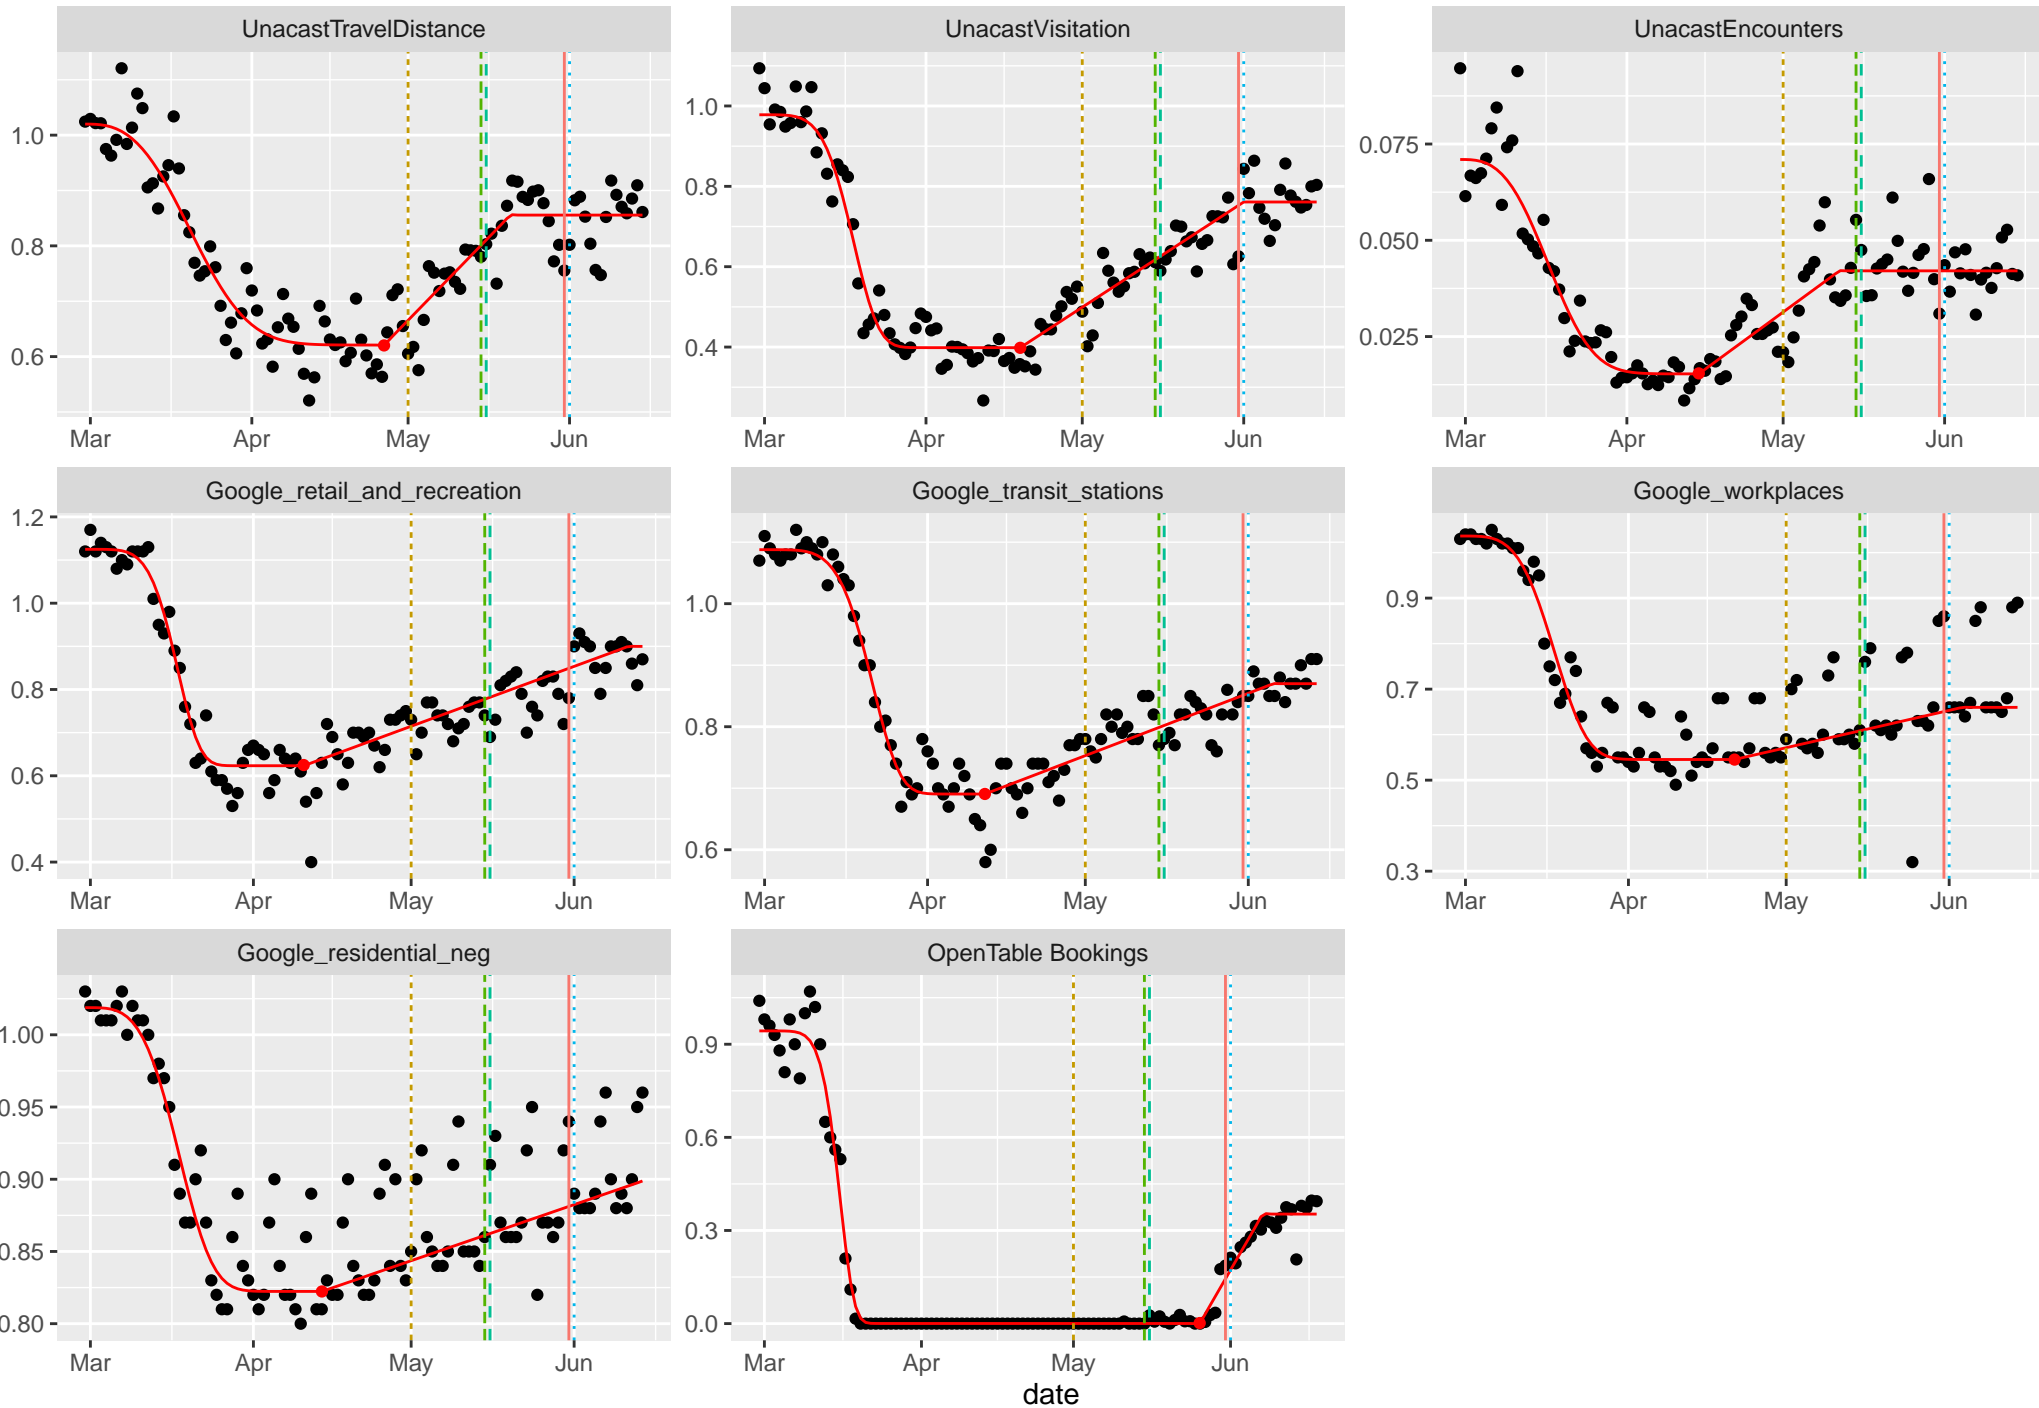 UnacastTravelDistance UnacastVisitation UnacastEncounters
1.0
0.8
0.6
Mar Apr May Jun
1.0
0.8
0.6
0.4
Mar Apr May Jun
0.075
0.050
0.025
Mar Apr May Jun
Google_retail_and_recreation Google_transit_stations Google_workplaces
1.2
1.0
0.8
0.6
0.4
Mar Apr May Jun
1.0
0.8
0.6
Mar Apr May Jun
0.9
0.7
0.5
0.3
Mar Apr May Jun
Google_residential_neg OpenTable Bookings
1.00
0.95
0.90
0.85
0.80
Mar Apr May Jun
0.9
0.6
0.3
0.0
Mar Apr May Jun
date